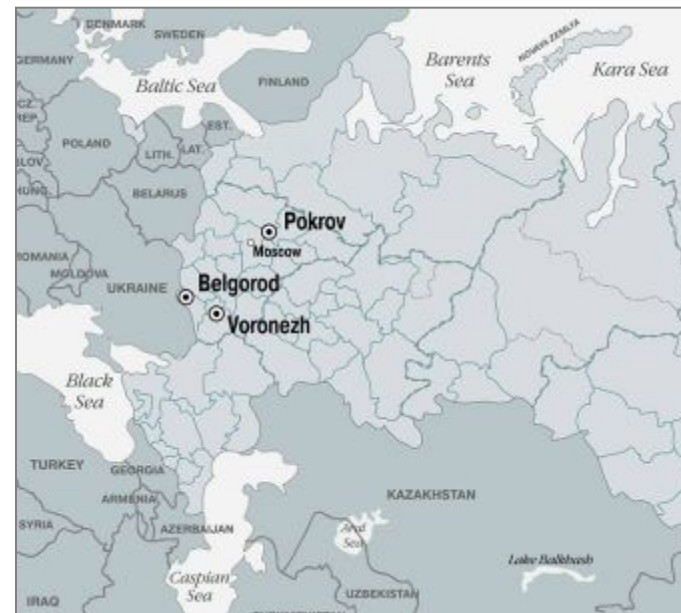 DENMARK
SWEDEN
NOVAYA ZEMLYA
GERMANY
Baltic Sea
FINLAND
Barents
Sea
Kara Sea
CZ.
REP.
POLAND
EST.
LAT.
LITH.
SLOV.
HUNG.
BELARUS
Pokrov
Moscow
ROMANIA
MOLDOVA
UKRAINE
Belgorod
Voronezh
Black
Sea
TURKEY
GEORGIA
ARMENIA
AZERBAIJAN
KAZAKHSTAN
SYRIA
Aral
Sea
Lake Balkhash
Caspian
Sea
UZBEKISTAN
IRAQ